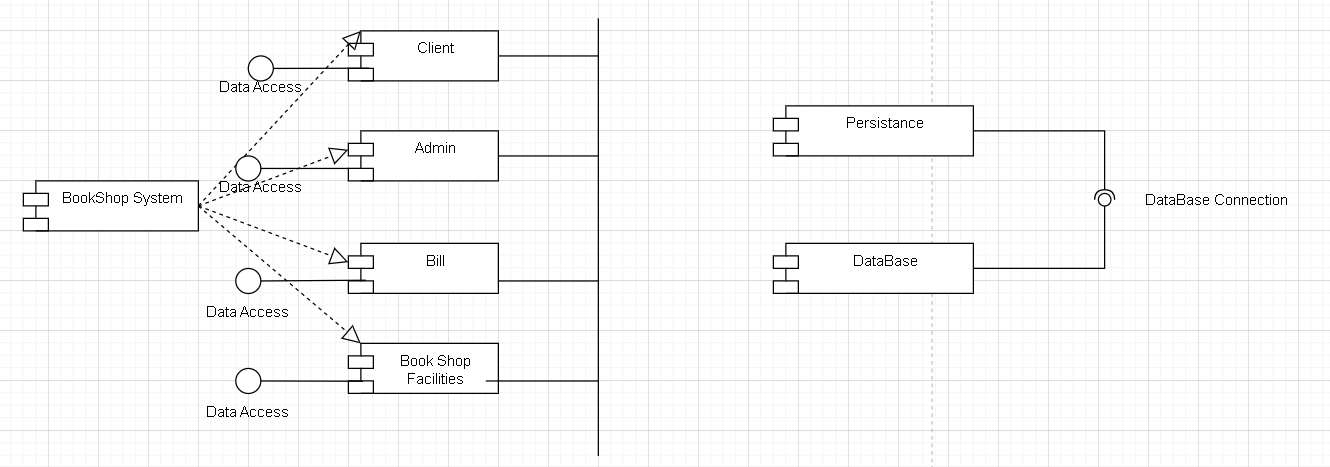 Client
Data Access
Admin
Data Access
BookShop System
Bill
Data Access
Book Shop
Facilities
Data Access
Persistance
DataBase Connection
DataBase